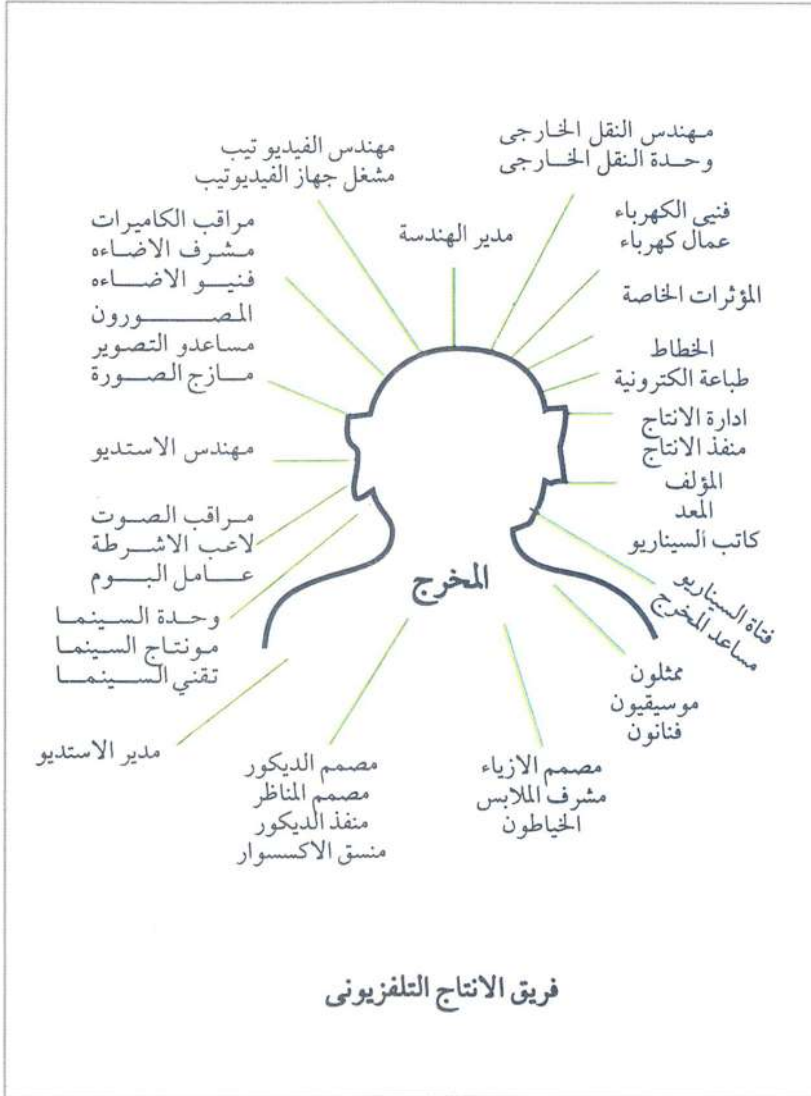 مهندس النقل الخارجى
وحدة النقل الخارجى
مهندس الفيديو تيب
مشغل جهاز الفيديوتيب
مدير الهندسة
فنيى الكهرباء
عمال كهرباء
المؤثرات الخاصة
الخطاط
طباعة الكترونية
ادارة الانتاج
منفذ الانتاج
المؤلف
المعد
كاتب السيناريو
فتاة السيناريو
مساعد المخرج
ممثلون
موسيقيون
فنانون
مصمم الازياء
مشرف الملابس
الخياطون
مراقب الكاميرات
مشرف الاضاءه
فنيو الاضاءه
المصورون
مساعدو التصوير
مازج الصورة
مهندس الاستديو
مراقب الصوت
لاعب الاشرطة
عامل البوم
وحدة السينما
مونتاج السينما
تقني السينما
مدير الاستديو
مصمم الديكور
مصمم المناظر
منفذ الديكور
منسق الاكسسوار
المخرج
فريق الانتاج التلفزيونى